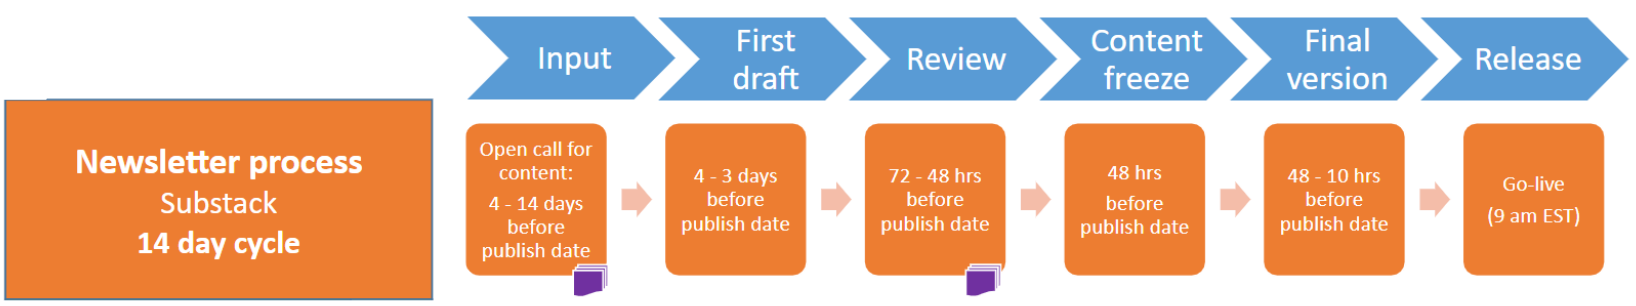 Input
First
draft
Review
Content
freeze
Final
version
Release
Newsletter process
Substack
14 day cycle
Open call for
content:
4 - 14 days
before
publish date
4 - 3 days
before
publish date
72 - 48 hrs
before
publish date
48 hrs
before
publish date
48 - 10 hrs
before
publish date
Go-live
(9 am EST)